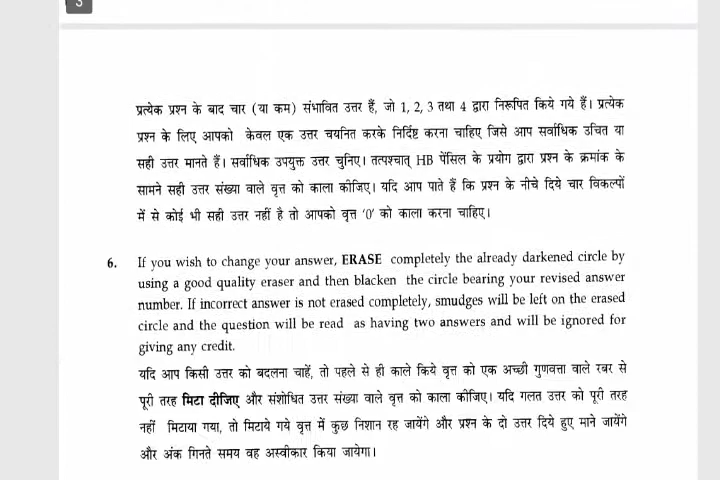 3
प्रत्येक प्रश्न के बाद चार (या कम) संभावित उत्तर हैं, जो 1, 2, 3 तथा 4 द्वारा निरूपित किये गये हैं। प्रत्येक
प्रश्न के लिए आपको केवल एक उत्तर चयनित करके निर्दिष्ट करना चाहिए जिसे आप सर्वाधिक उचित या
सही उत्तर मानते हैं। सर्वाधिक उपयुक्त उत्तर चुनिए। तत्पश्चात् HB पेंसिल के प्रयोग द्वारा प्रश्न के क्रमांक के
सामने सही उत्तर संख्या वाले वृत्त को काला कीजिए। यदि आप पाते हैं कि प्रश्न के नीचे दिये चार विकल्पों
में से कोई भी सही उत्तर नहीं है तो आपको वृत्त '0' को काला करना चाहिए।
6. If you wish to change your answer, ERASE completely the already darkened circle by
using a good quality eraser and then blacken the circle bearing your revised answer
number. If incorrect answer is not erased completely, smudges will be left on the erased
circle and the question will be read as having two answers and will be ignored for
giving any credit.
यदि आप किसी उत्तर को बदलना चाहें, तो पहले से ही काले किये वृत्त को एक अच्छी गुणवत्ता वाले रबर से
पूरी तरह मिटा दीजिए और संशोधित उत्तर संख्या वाले वृत्त को काला कीजिए। यदि गलत उत्तर को पूरी तरह
नहीं मिटाया गया, तो मिटाये गये वृत्त में कुछ निशान रह जायेंगे और प्रश्न के दो उत्तर दिये हुए माने जायेंगे
और अंक गिनते समय वह अस्वीकार किया जायेगा।